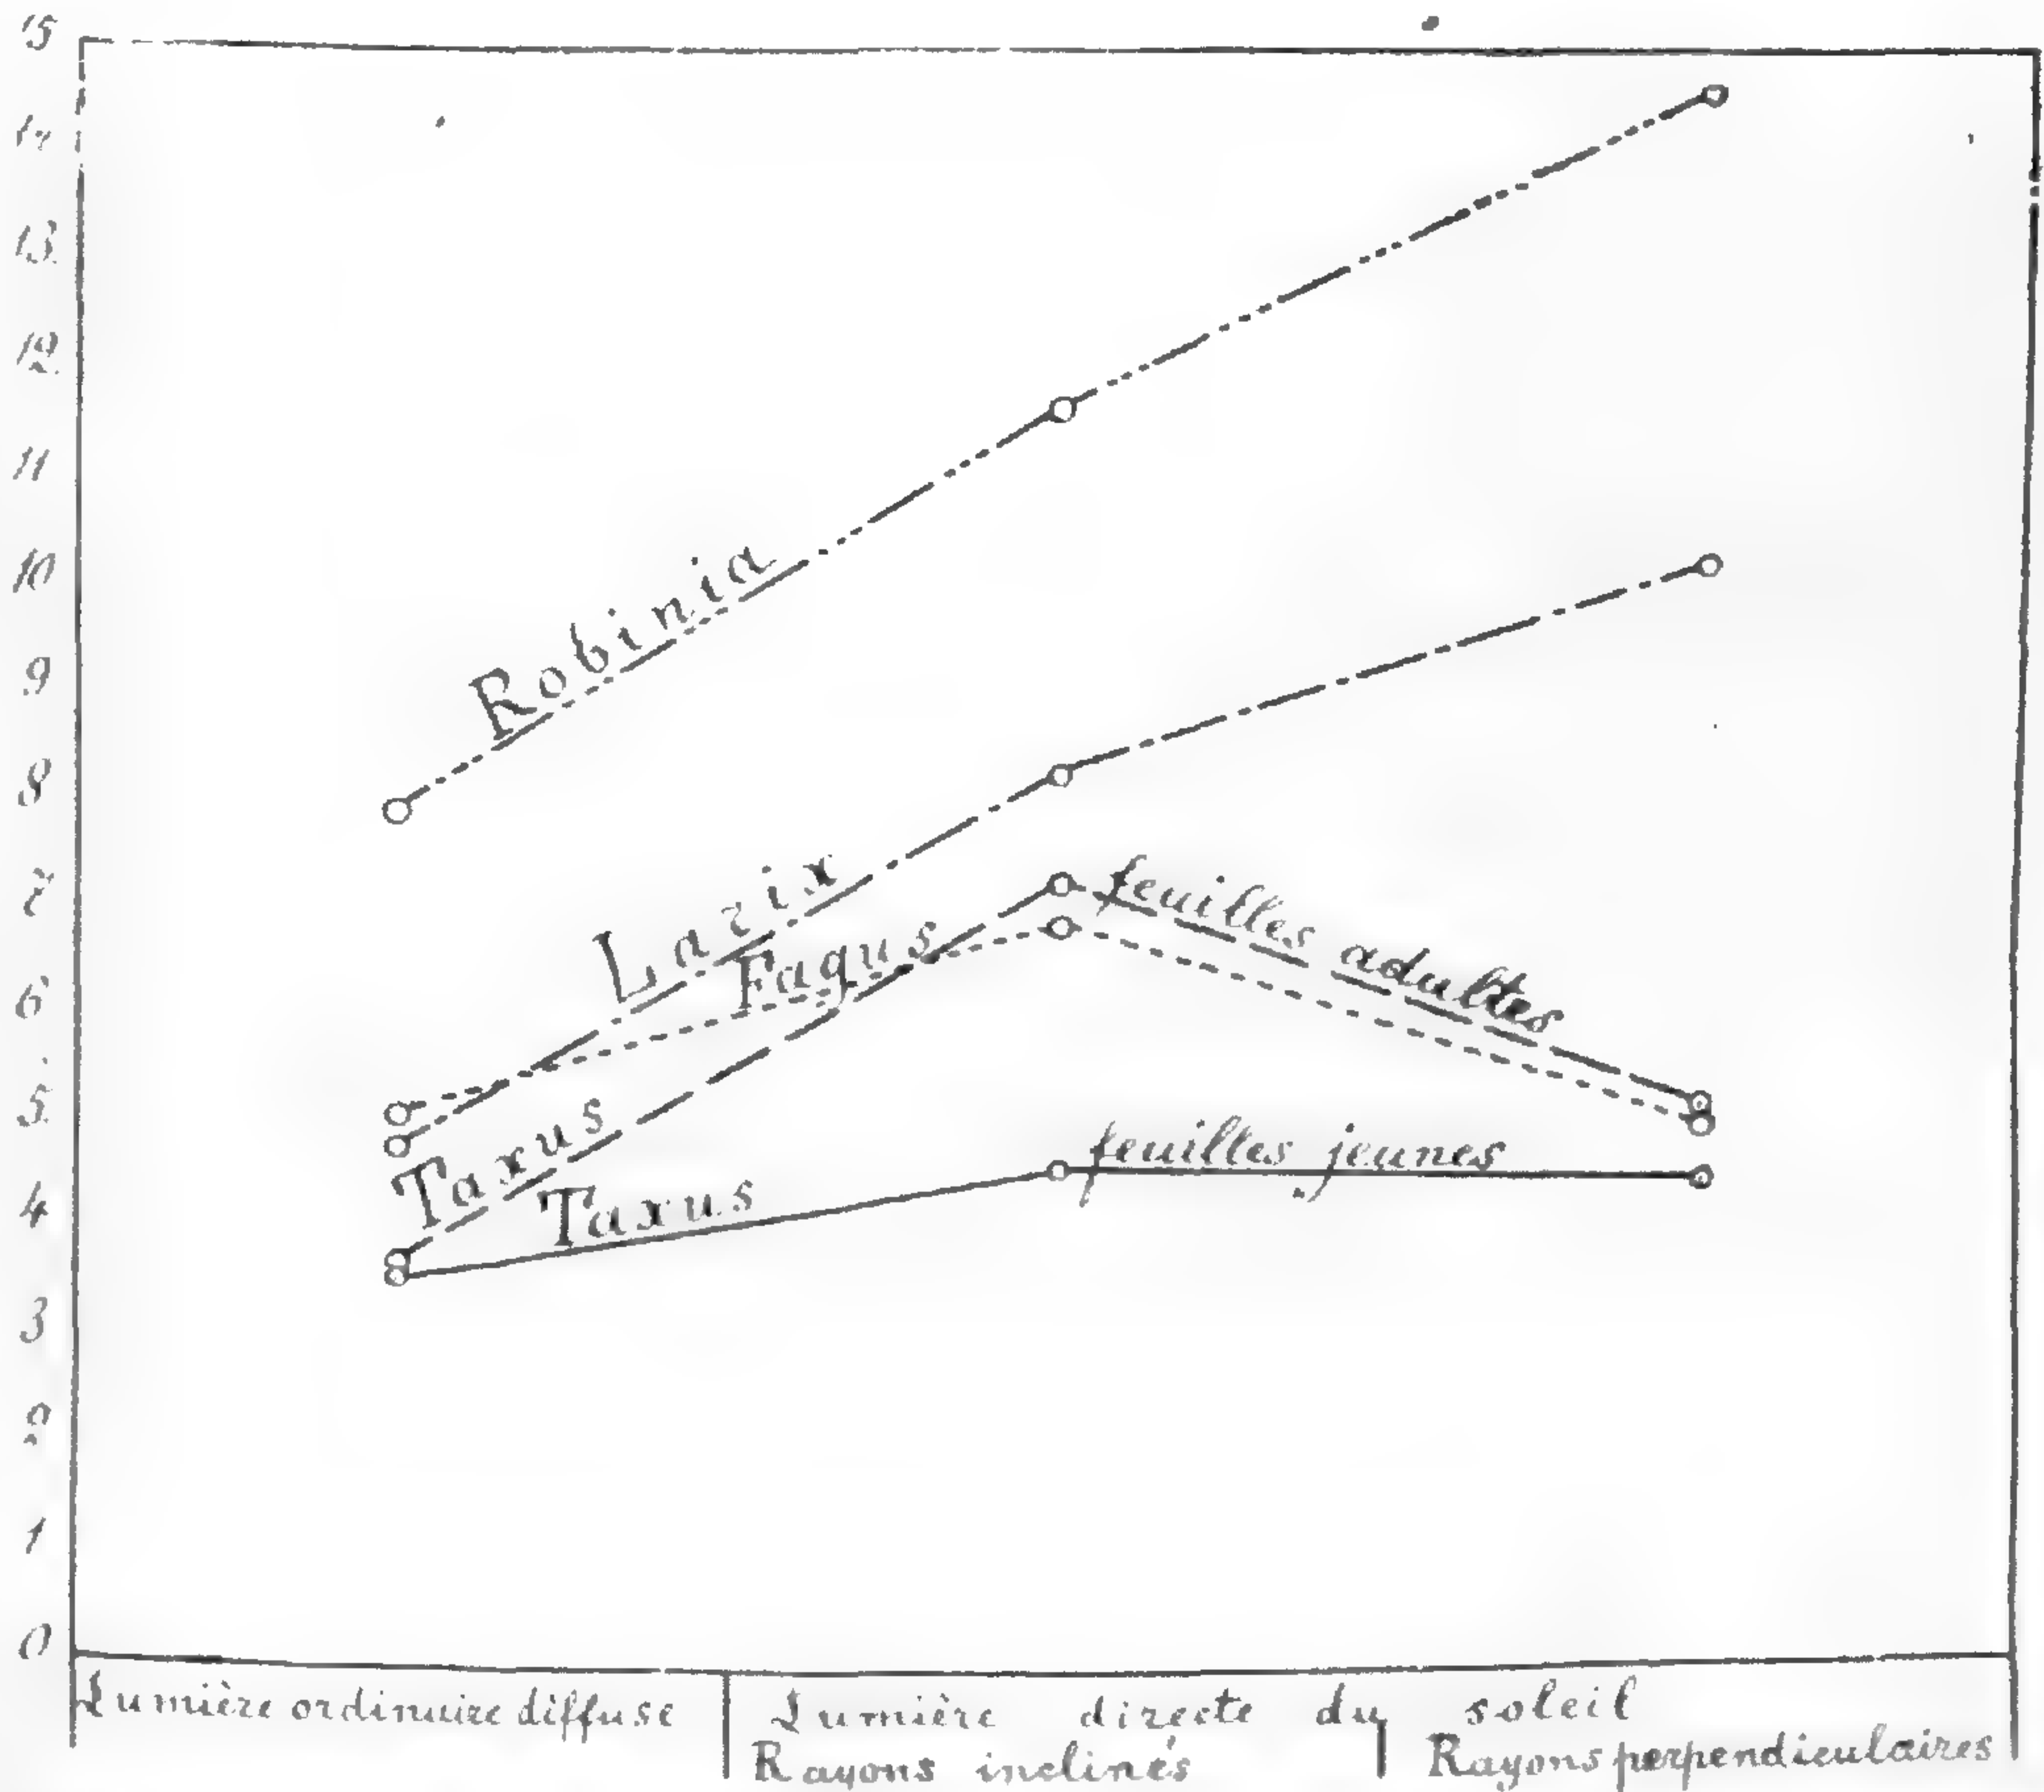 15
14
13
12
11
10
9
8
7
6
5
4
3
2
1
0
Robinia
Larix
Fagus
feuilles adultes
Taxus
feuilles jeunes
Taxus
Lumière ordinaire diffuse
Lumière directe du soleil
Rayons inclinés
Rayons perpendiculaires